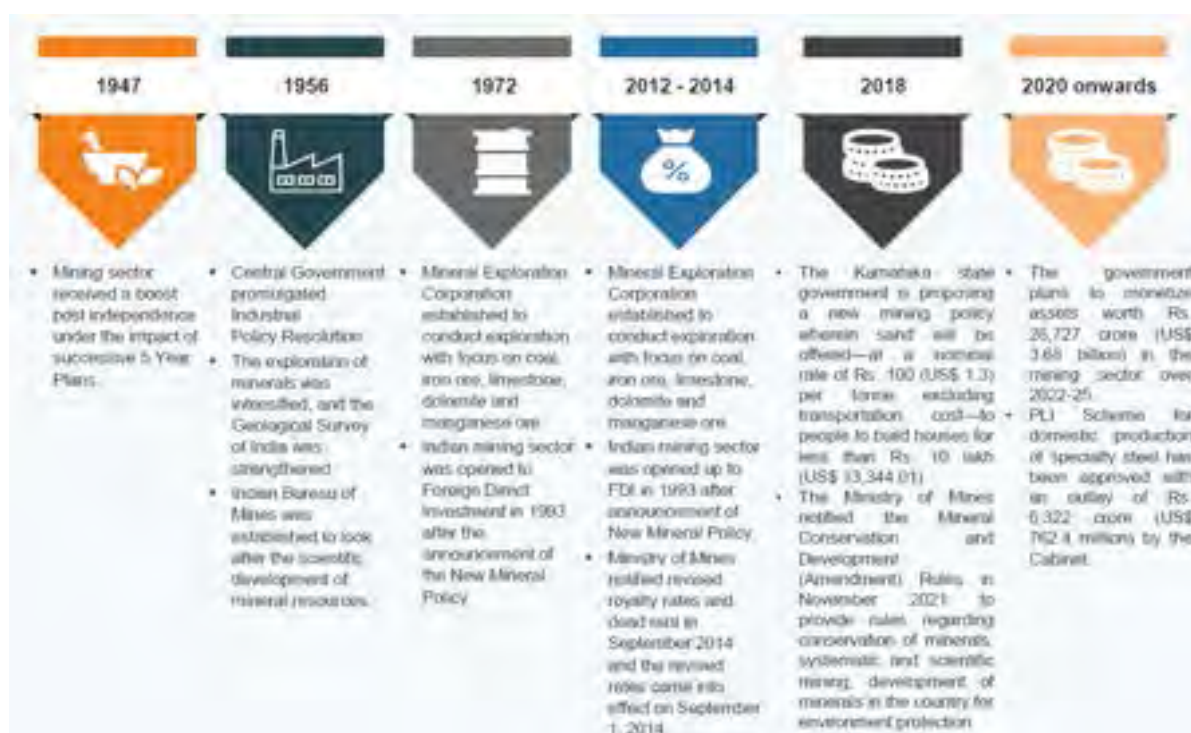 1947
Mining sector
received a boost
post independence
under the impact of
successive 5 Year
Plans.
1956
Central Government
promulgated
Industrial
Policy Resolution
The exploration of
minerals was
intensified, and the
Geological Survey
of India was
strengthened
Indian Bureau of
Mines was
established to look
after the scientific
development of
mineral resources.
1972
Mineral Exploration
Corporation
established to
conduct exploration
with focus on coal,
iron ore, limestone,
dolomite and
manganese ore
Indian mining sector
was opened to
Foreign Direct
Investment in 1993
after the
announcement of
the New Mineral
Policy
2012 - 2014
Mineral Exploration
Corporation
established to
conduct exploration
with focus on coal,
iron ore, limestone,
dolomite and
manganese ore
Indian mining sector
was opened up to
FDI in 1993 after
announcement of
New Mineral Policy
Ministry of Mines
notified revised
royalty rates and
dead rent in
September 2014
and the revised
rates came into
effect on September
1, 2014
%
2018
The Karnataka state
government is proposing
a new mining policy
wherein sand will be
offered—at a nominal
rate of Rs. 100 (US$ 1.3)
per tonne excluding
transportation cost—to
people to build houses for
less than Rs. 10 lakh
(US$ 13,344.01)
The Ministry of Mines
notified the Mineral
Conservation and
Development
(Amendment) Rules in
November 2021 to
provide rules regarding
conservation of minerals,
systematic and scientific
mining, development of
minerals in the country for
environment protection
2020 onwards
The government
plans to monetize
assets worth Rs.
26,727 crore (US$
3.68 billion) in the
mining sector over
2022-25.
PLI Scheme for
domestic production
of specialty steel has
been approved with
an outlay of Rs.
6,322 crore (US$
762.4 millions) by the
Cabinet.